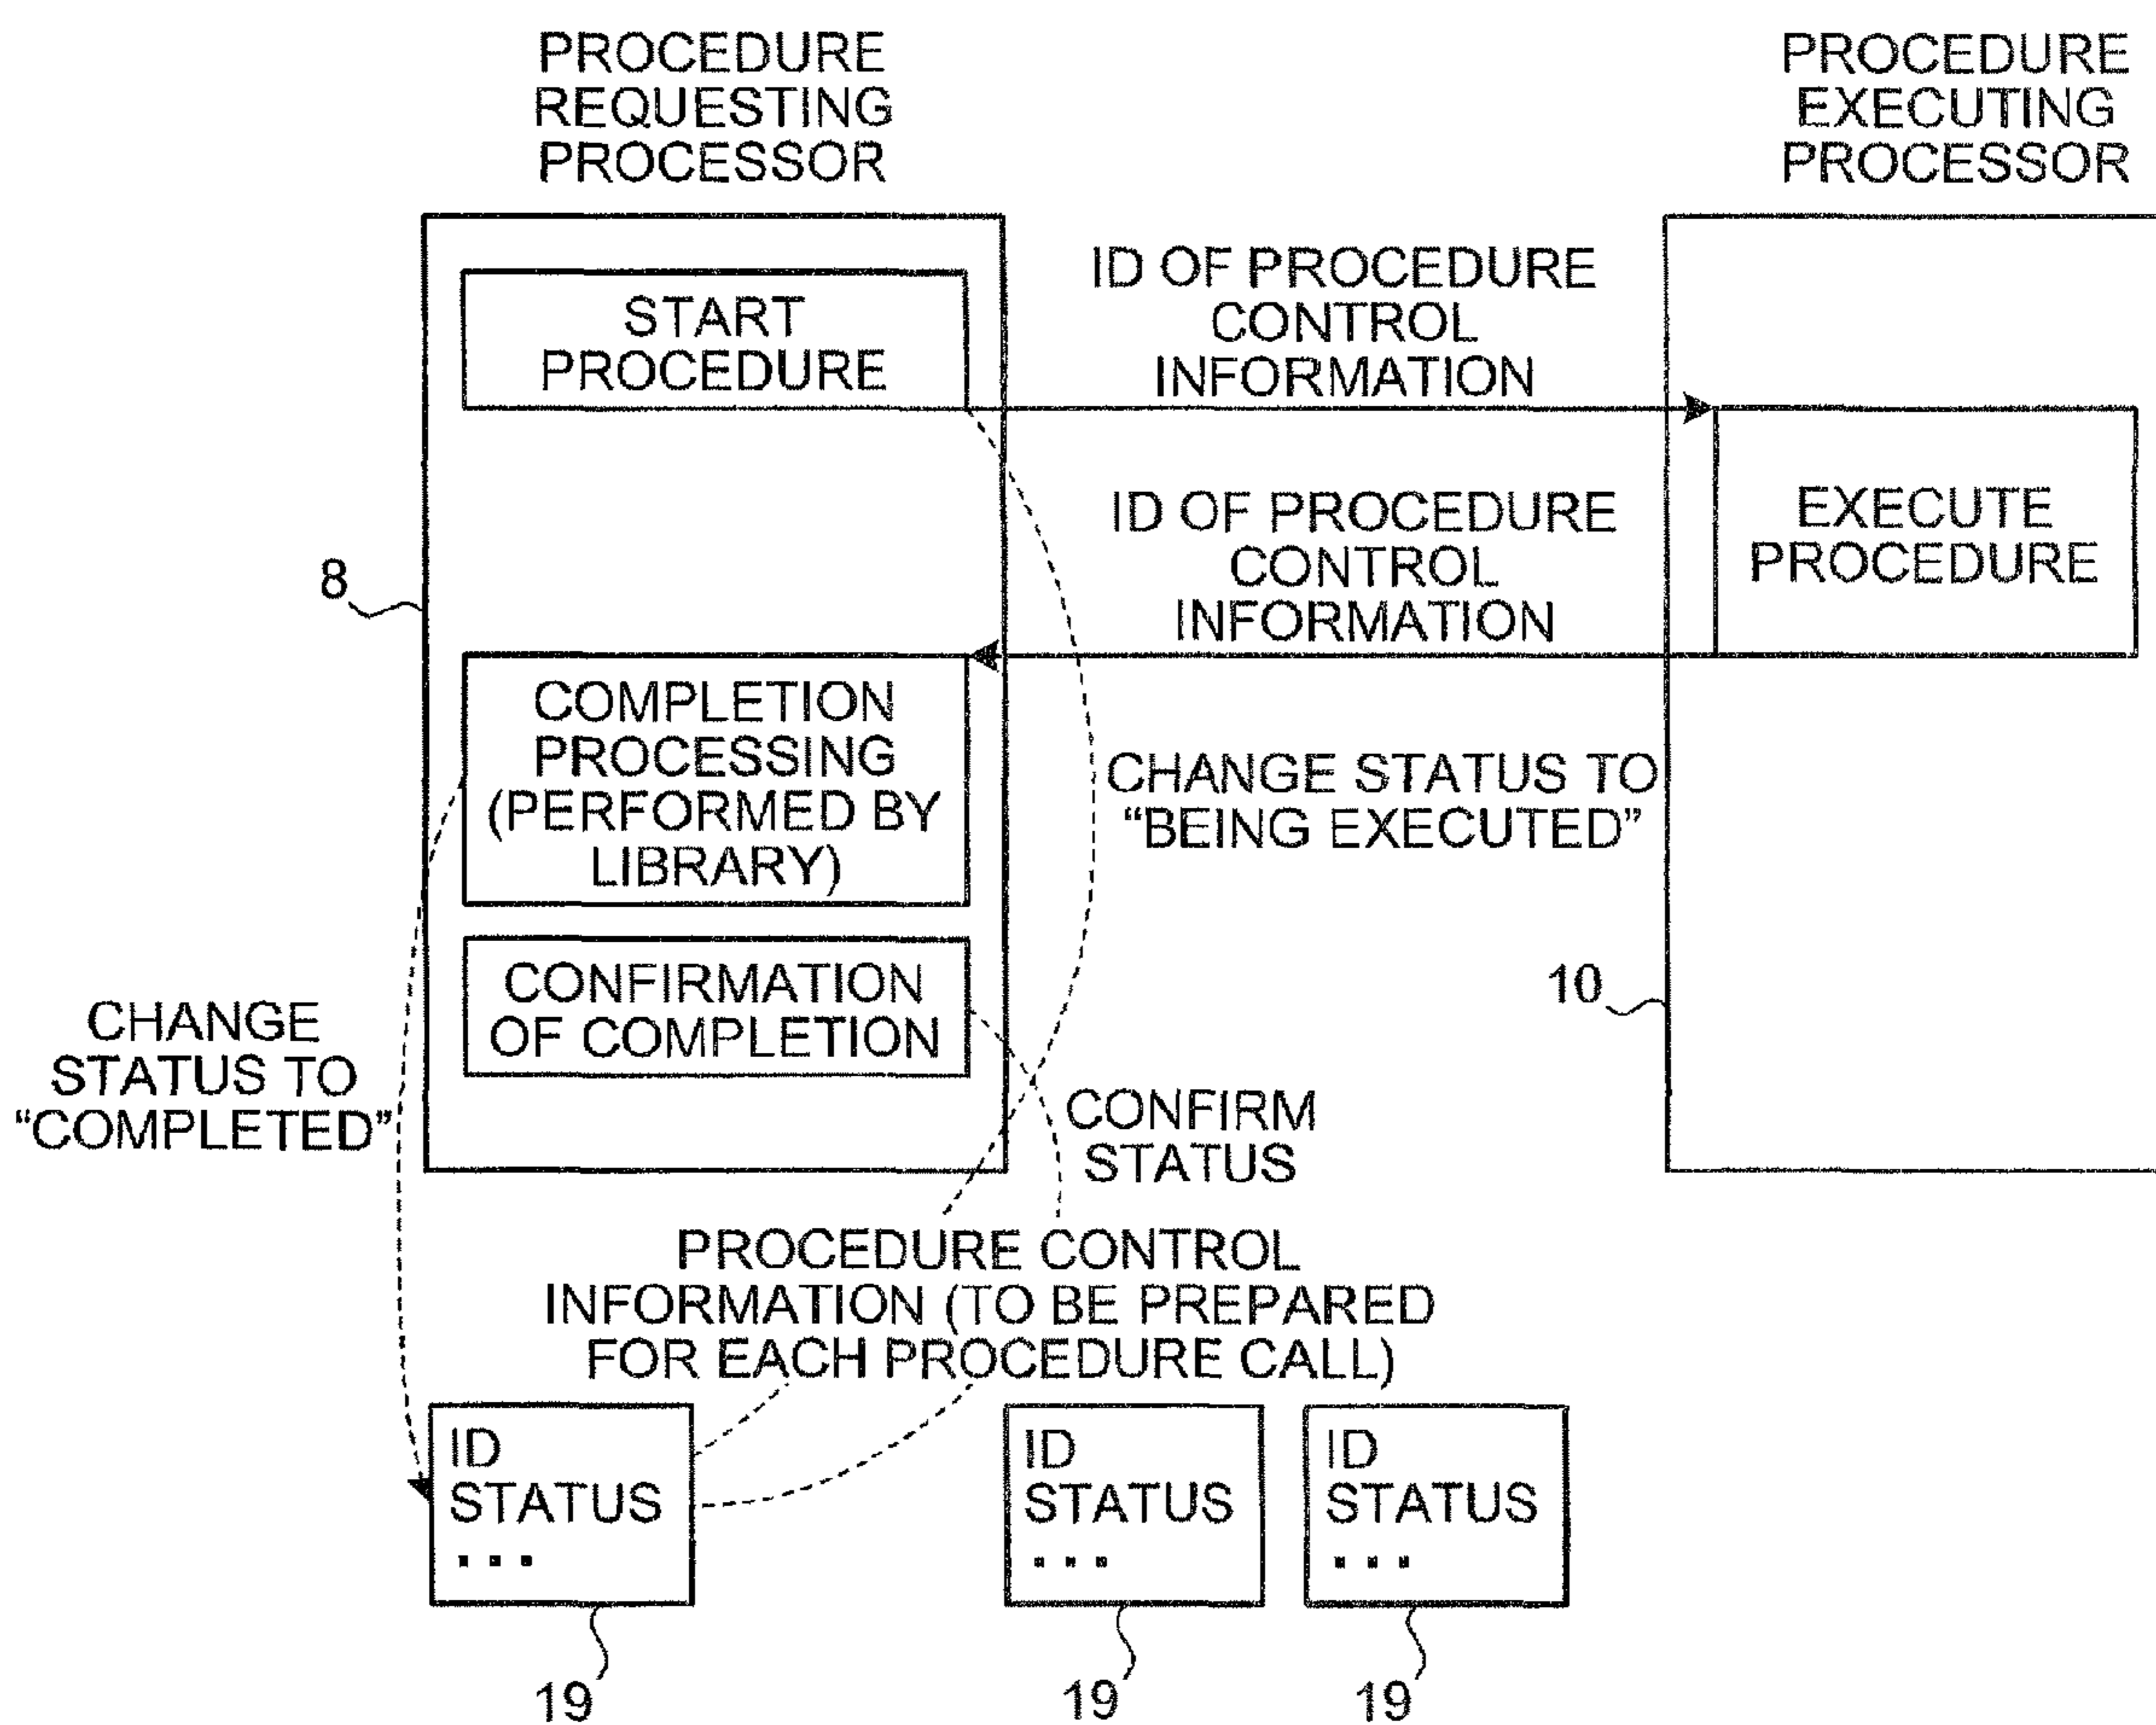 PROCEDURE
REQUESTING
PROCESSOR
PROCEDURE
EXECUTING
PROCESSOR
START
PROCEDURE
ID OF PROCEDURE
CONTROL
INFORMATION
ID OF PROCEDURE
CONTROL
INFORMATION
EXECUTE
PROCEDURE
8
COMPLETION
PROCESSING
(PERFORMED BY
LIBRARY)
CHANGE STATUS TO
“BEING EXECUTED”
CONFIRMATION
OF COMPLETION
10
CHANGE
STATUS TO
“COMPLETED”
CONFIRM
STATUS
PROCEDURE CONTROL
INFORMATION (TO BE PREPARED
FOR EACH PROCEDURE CALL)
ID
STATUS
...
ID
STATUS
...
ID
STATUS
...
19
19
19